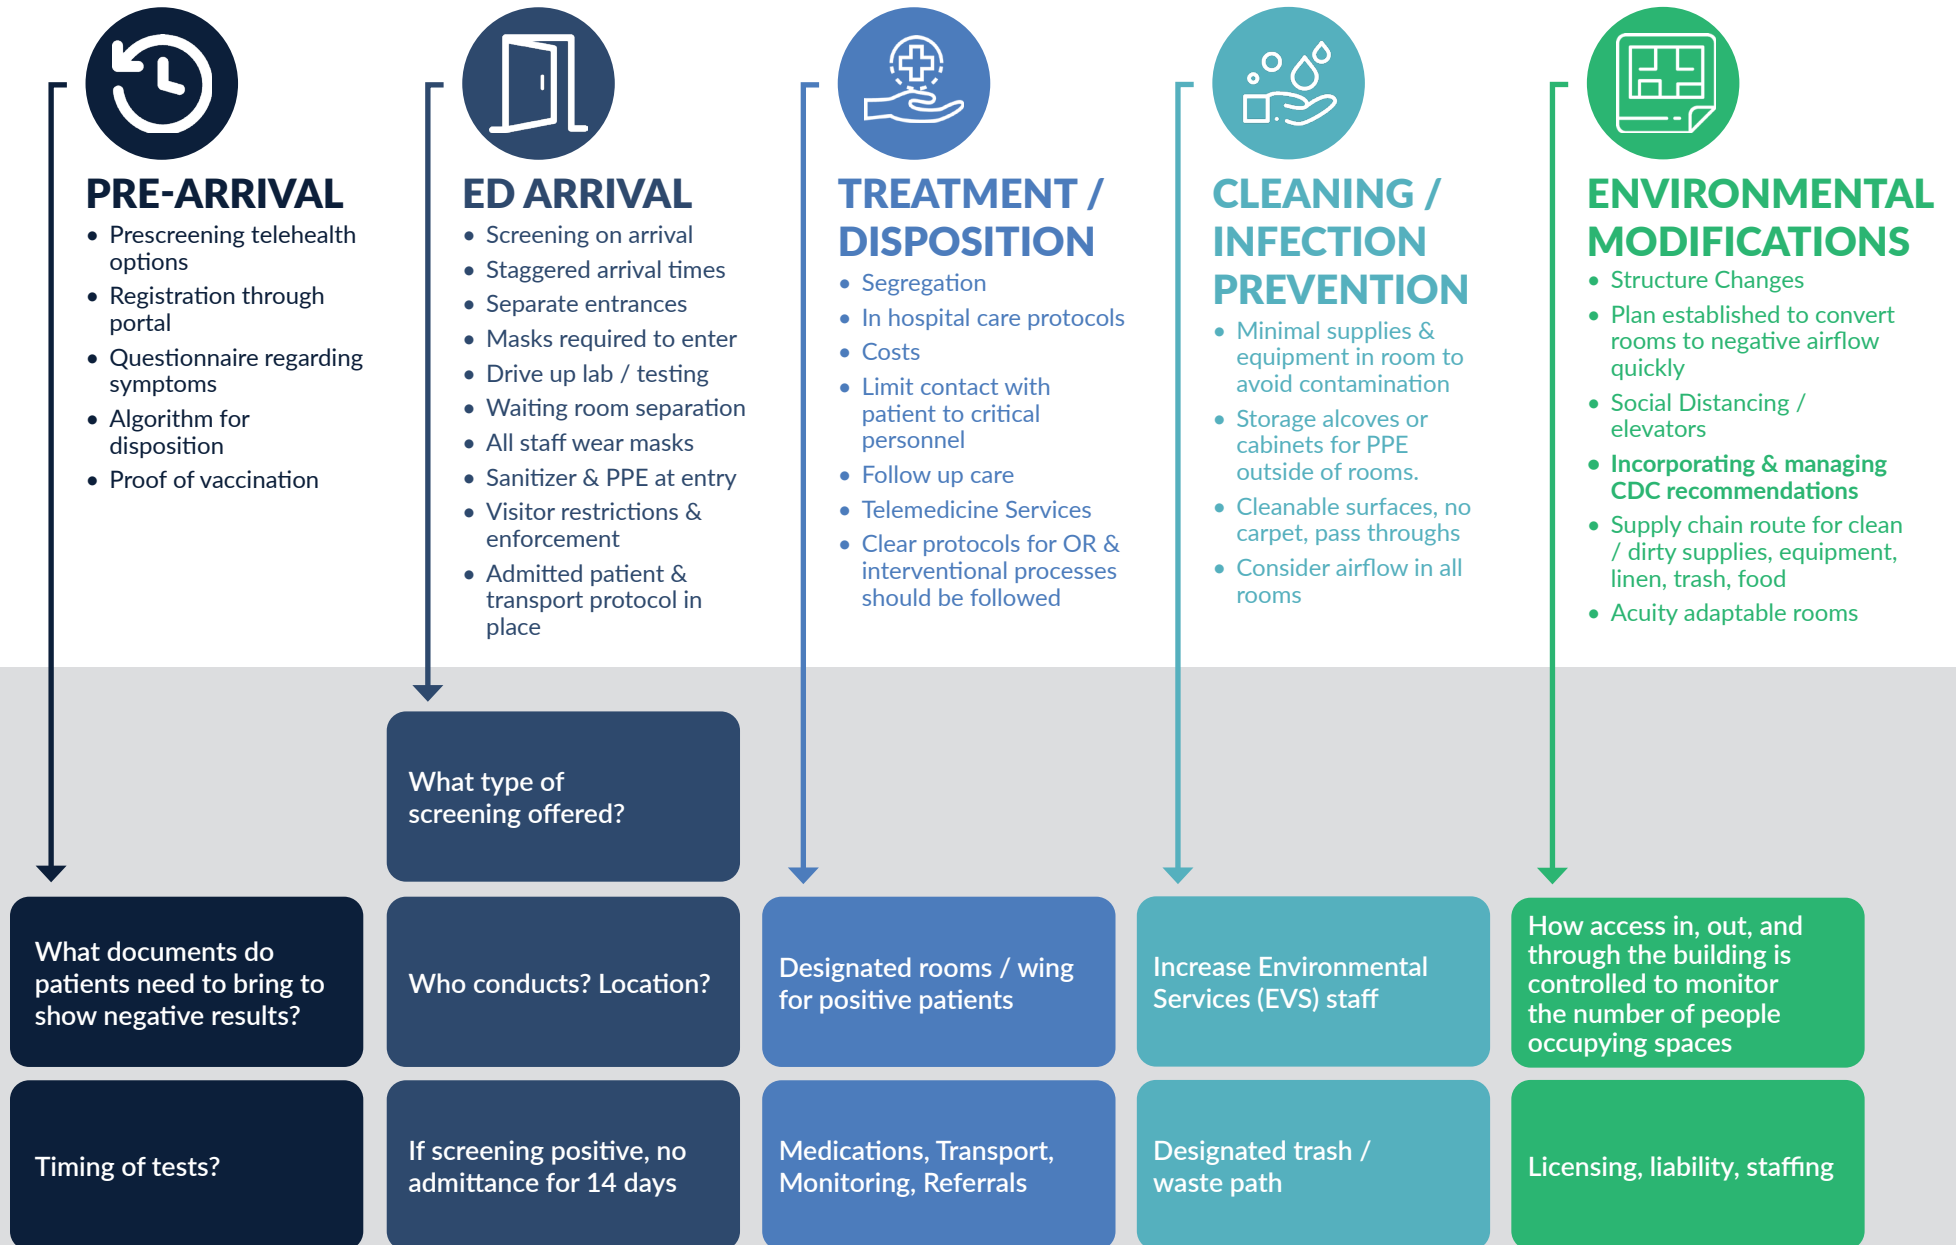 PRE-ARRIVAL
• Prescreening telehealth
options
• Registration through
portal
• Questionnaire regarding
symptoms
• Algorithm for
disposition
• Proof of vaccination
ED ARRIVAL
• Screening on arrival
• Staggered arrival times
• Separate entrances
• Masks required to enter
• Drive up lab / testing
• Waiting room separation
• All staff wear masks
• Sanitizer & PPE at entry
• Visitor restrictions &
enforcement
• Admitted patient &
transport protocol in
place
TREATMENT /
DISPOSITION
• Segregation
• In hospital care protocols
• Costs
• Limit contact with
patient to critical
personnel
• Follow up care
• Telemedicine Services
• Clear protocols for OR &
interventional processes
should be followed
CLEANING /
INFECTION
PREVENTION
• Minimal supplies &
equipment in room to
avoid contamination
• Storage alcoves or
cabinets for PPE
outside of rooms.
• Cleanable surfaces, no
carpet, pass throughs
• Consider airflow in all
rooms
ENVIRONMENTAL
MODIFICATIONS
• Structure Changes
• Plan established to convert
rooms to negative airflow
quickly
• Social Distancing /
elevators
• Incorporating & managing
CDC recommendations
• Supply chain route for clean
/ dirty supplies, equipment,
linen, trash, food
• Acuity adaptable rooms
What type of
screening offered?
What documents do
patients need to bring to
show negative results?
Who conducts? Location?
Designated rooms / wing
for positive patients
Increase Environmental
Services (EVS) staff
How access in, out, and
through the building is
controlled to monitor
the number of people
occupying spaces
Timing of tests?
If screening positive, no
admittance for 14 days
Medications, Transport,
Monitoring, Referrals
Designated trash /
waste path
Licensing, liability, staffing